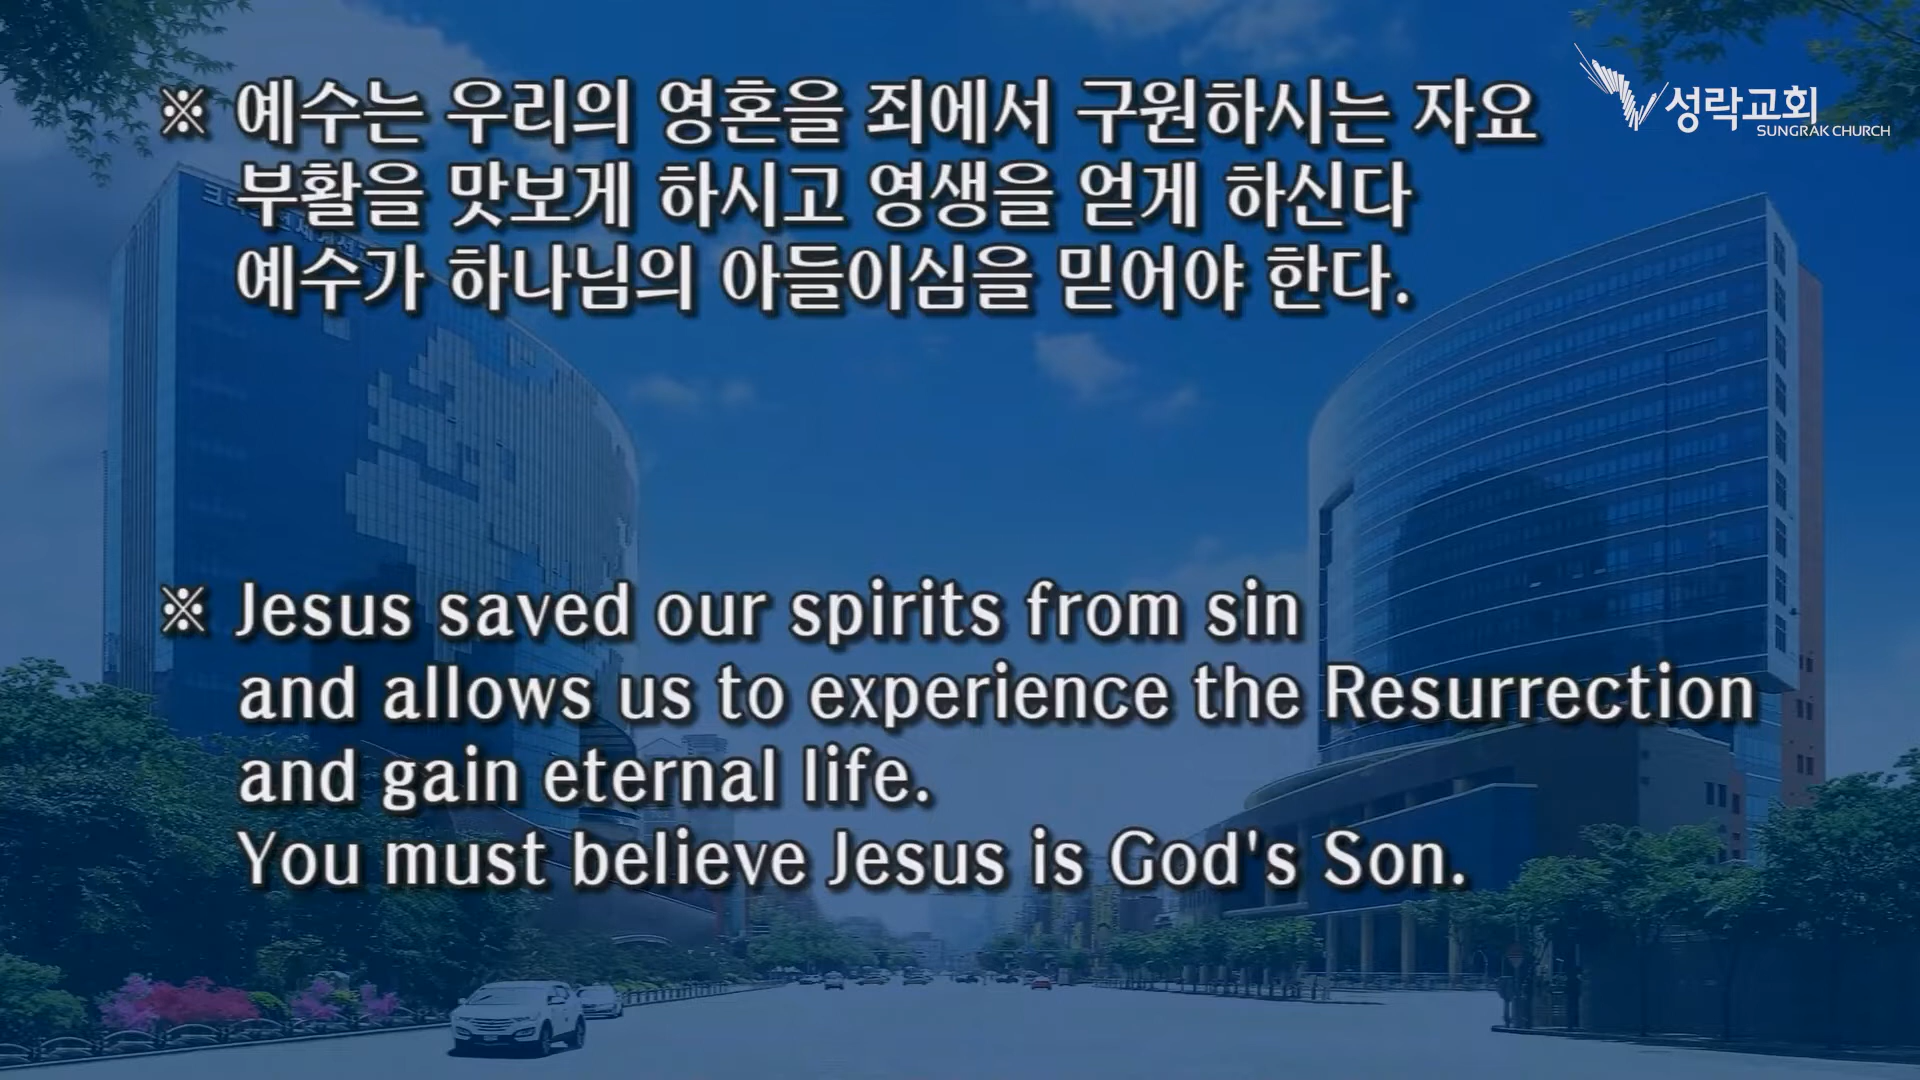 ※ 예수는 우리의 영혼을 죄에서 구원하시는 자요
부활을 맛보게 하시고 영생을 얻게 하신다
예수가 하나님의 아들이심을 믿어야 한다.
성락교회
SUNGRAK CHURCH
※ Jesus saved our spirits from sin
and allows us to experience the Resurrection
and gain eternal life.
You must believe Jesus is God's Son.